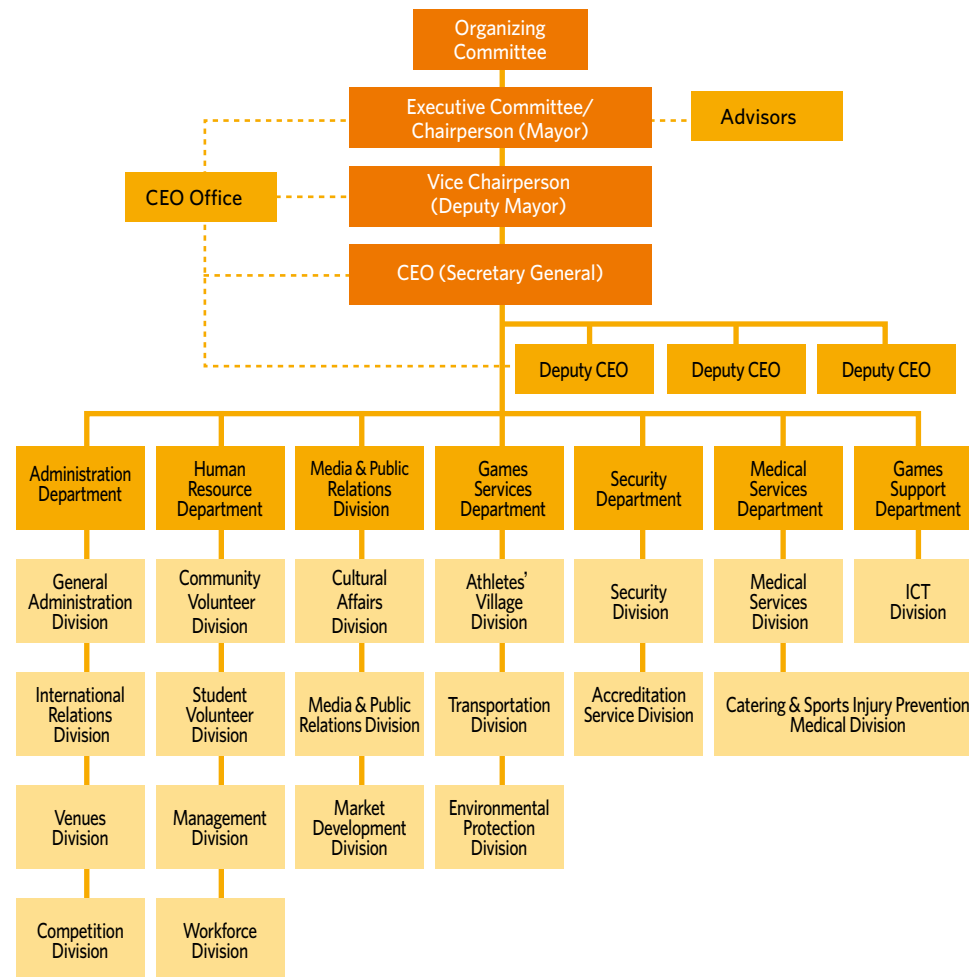 Organizing
Committee
Executive Committee/
Chairperson (Mayor)
Advisors
CEO Office
Vice Chairperson
(Deputy Mayor)
CEO (Secretary General)
Deputy CEO
Deputy CEO
Deputy CEO
Administration
Department
Human
Resource
Department
Media & Public
Relations
Division
Games
Services
Department
Security
Department
Medical
Services
Department
Games
Support
Department
General
Administration
Division
Community
Volunteer
Division
Cultural
Affairs
Division
Athletes’
Village
Division
Security
Division
Medical
Services
Division
ICT
Division
International
Relations
Division
Student
Volunteer
Division
Media & Public
Relations Division
Transportation
Division
Accreditation
Service Division
Catering & Sports Injury Prevention
Medical Division
Venues
Division
Management
Division
Market
Development
Division
Environmental
Protection
Division
Competition
Division
Workforce
Division